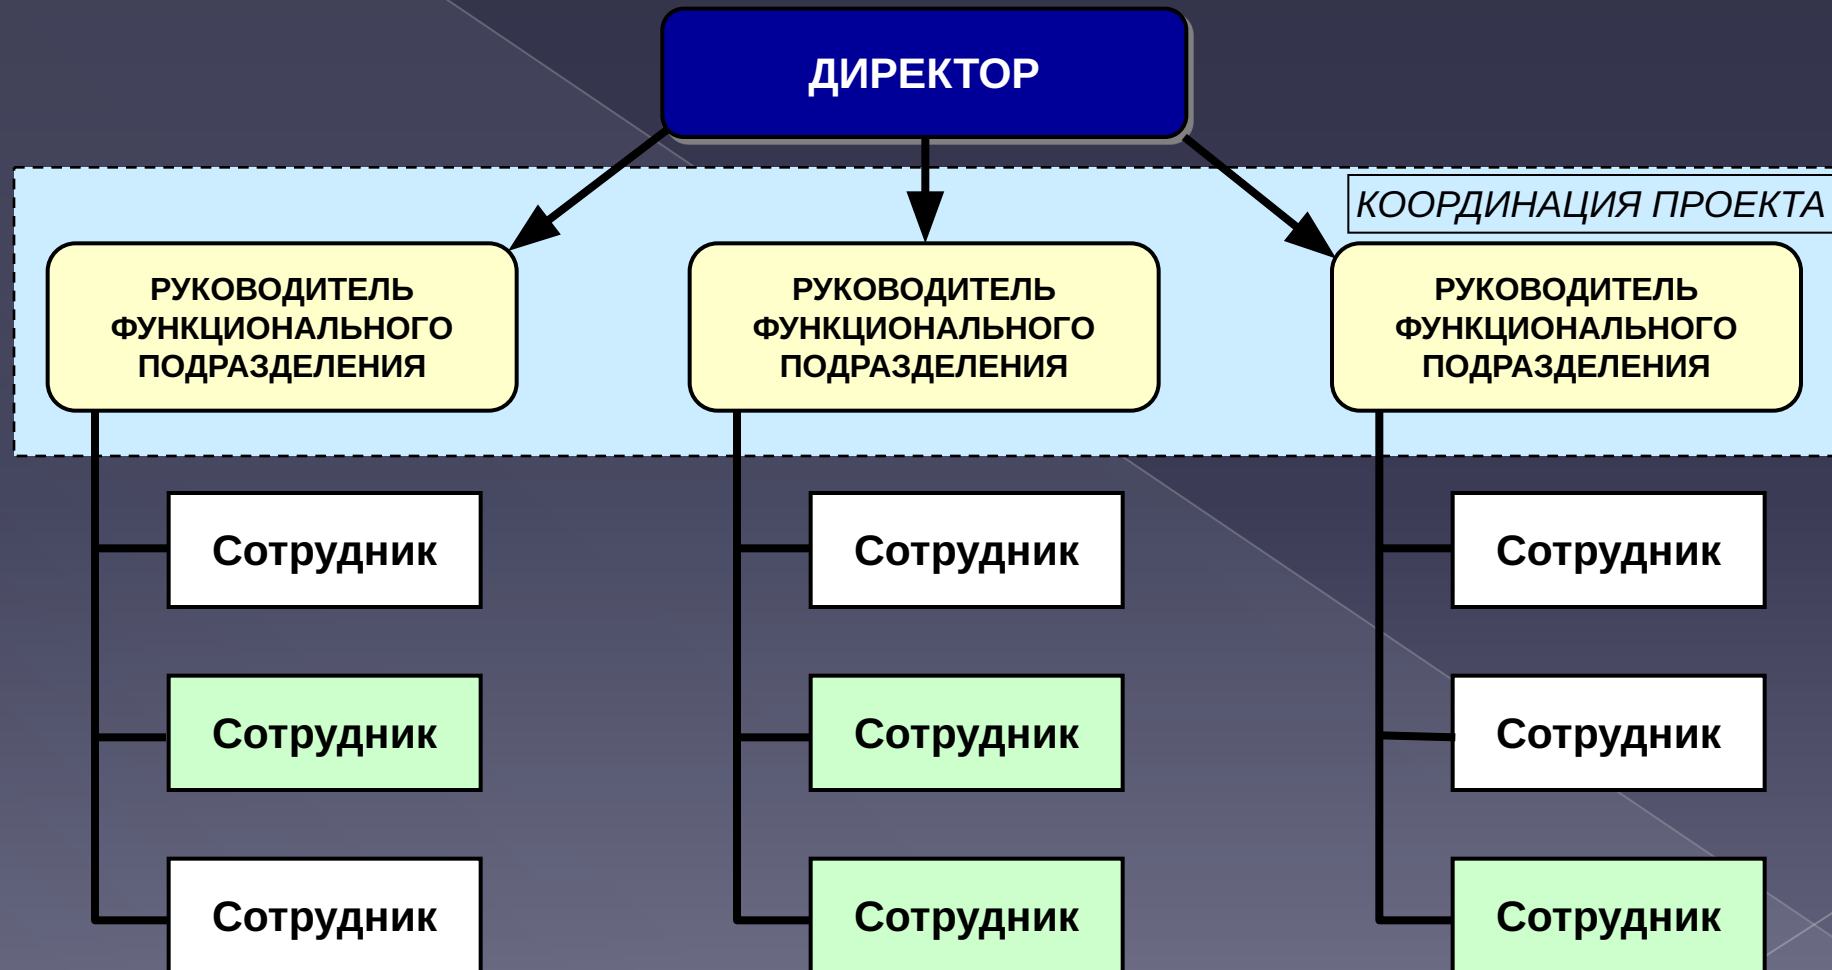 ДИРЕКТОР
КООРДИНАЦИЯ ПРОЕКТА
РУКОВОДИТЕЛЬ
ФУНКЦИОНАЛЬНОГО
ПОДРАЗДЕЛЕНИЯ
РУКОВОДИТЕЛЬ
ФУНКЦИОНАЛЬНОГО
ПОДРАЗДЕЛЕНИЯ
РУКОВОДИТЕЛЬ
ФУНКЦИОНАЛЬНОГО
ПОДРАЗДЕЛЕНИЯ
Сотрудник
Сотрудник
Сотрудник
Сотрудник
Сотрудник
Сотрудник
Сотрудник
Сотрудник
Сотрудник